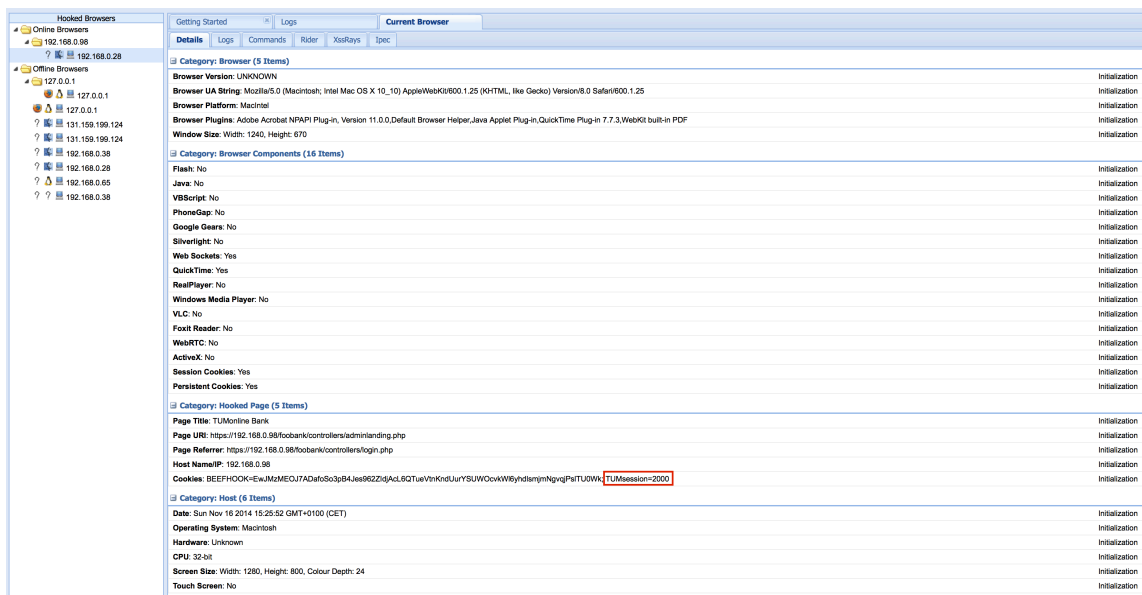 Hooked Browsers
Online Browsers
192.168.0.98
? 192.168.0.28
Offline Browsers
127.0.0.1
127.0.0.1
127.0.0.1
? 131.159.199.124
? 131.159.199.124
? 192.168.0.38
? 192.168.0.28
? 192.168.0.65
? ? 192.168.0.38
Getting Started Logs Current Browser
Details Logs Commands Rider XssRays Ipec
Category: Browser (5 Items)
Browser Version: UNKNOWN Initialization
Browser UA String: Mozilla/5.0 (Macintosh; Intel Mac OS X 10_10) AppleWebKit/600.1.25 (KHTML, like Gecko) Version/8.0 Safari/600.1.25 Initialization
Browser Platform: MacIntel Initialization
Browser Plugins: Adobe Acrobat NPAPI Plug-in, Version 11.0.0,Default Browser Helper,Java Applet Plug-in,QuickTime Plug-in 7.7.3,WebKit built-in PDF Initialization
Window Size: Width: 1240, Height: 670 Initialization
Category: Browser Components (16 Items)
Flash: No Initialization
Java: No Initialization
VBScript: No Initialization
PhoneGap: No Initialization
Google Gears: No Initialization
Silverlight: No Initialization
Web Sockets: Yes Initialization
QuickTime: Yes Initialization
RealPlayer: No Initialization
Windows Media Player: No Initialization
VLC: No Initialization
Foxit Reader: No Initialization
WebRTC: No Initialization
ActiveX: No Initialization
Session Cookies: Yes Initialization
Persistent Cookies: Yes Initialization
Category: Hooked Page (5 Items)
Page Title: TUMonline Bank Initialization
Page URI: https://192.168.0.98/foobank/controllers/adminlanding.php Initialization
Page Referrer: https://192.168.0.98/foobank/controllers/login.php Initialization
Host Name/IP: 192.168.0.98 Initialization
Cookies: TUMsession=2000 Initialization
Category: Host (6 Items)
Date: Sun Nov 16 2014 15:25:52 GMT+0100 (CET) Initialization
Operating System: Macintosh Initialization
Hardware: Unknown Initialization
CPU: 32-bit Initialization
Screen Size: Width: 1280, Height: 800, Colour Depth: 24 Initialization
Touch Screen: No Initialization